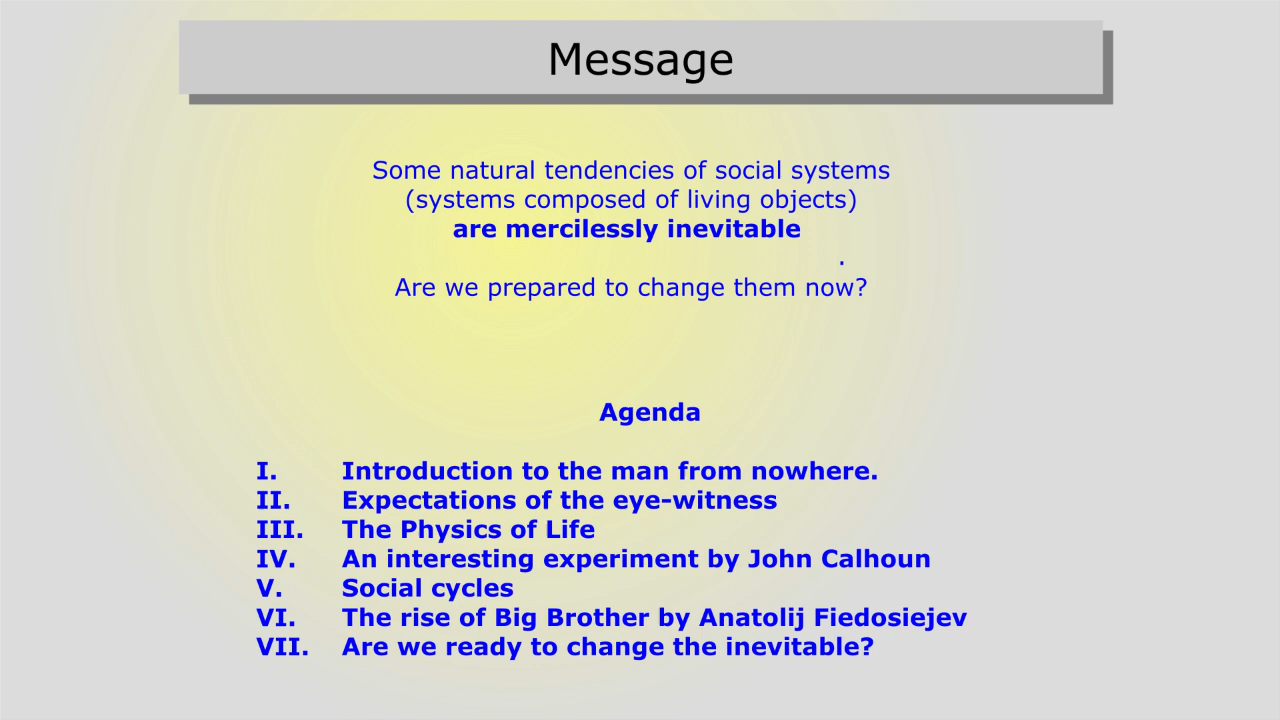 Message
Some natural tendencies of social systems
(systems composed of living objects)
are mercilessly inevitable
.
Are we prepared to change them now?
Agenda
I. Introduction to the man from nowhere.
II. Expectations of the eye-witness
III. The Physics of Life
IV. An interesting experiment by John Calhoun
V. Social cycles
VI. The rise of Big Brother by Anatolij Fiedosiejev
VII. Are we ready to change the inevitable?